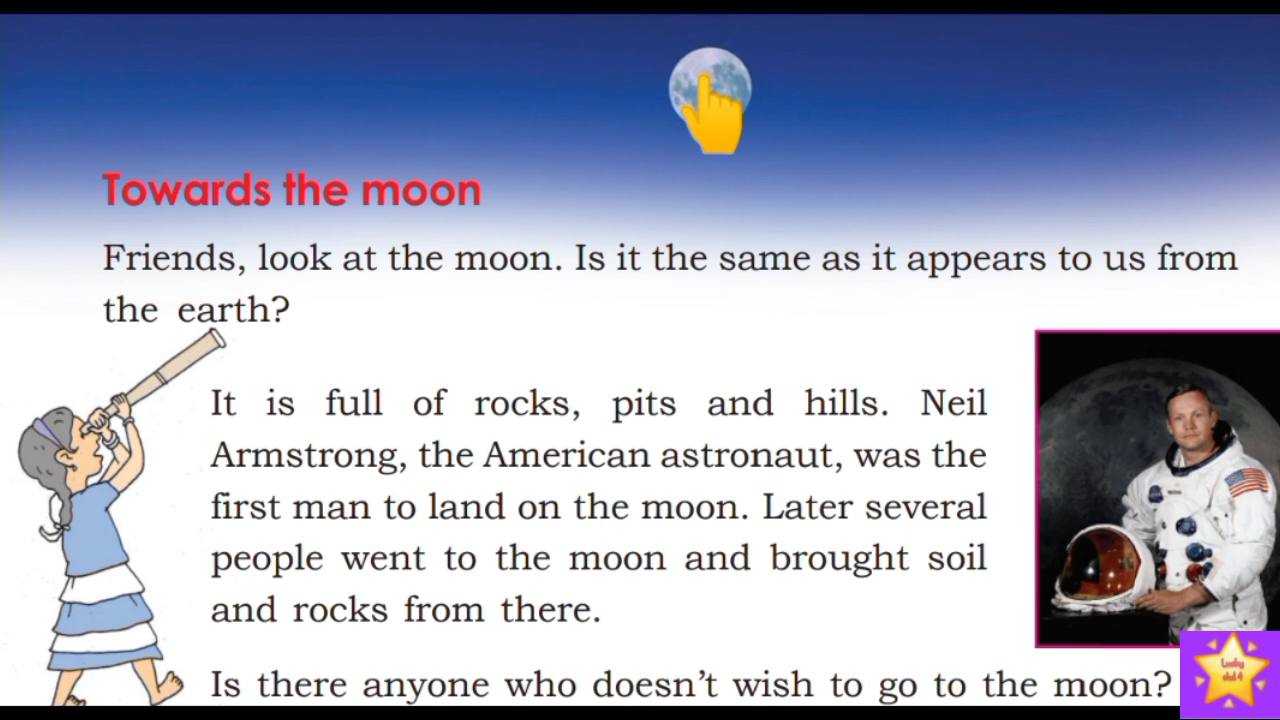 Towards the moon
Friends, look at the moon. Is it the same as it appears to us from
the earth?
It is full of rocks, pits and hills. Neil
Armstrong, the American astronaut, was the
first man to land on the moon. Later several
people went to the moon and brought soil
and rocks from there.
Is there anyone who doesn't wish to go to the moon?